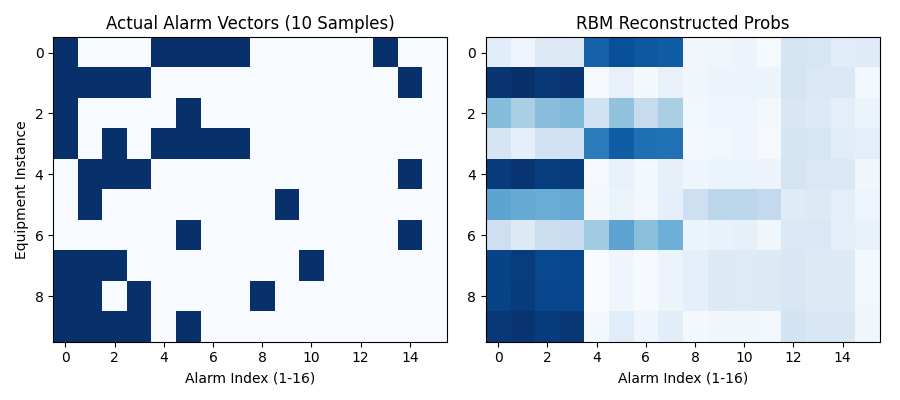 Actual Alarm Vectors (10 Samples)
RBM Reconstructed Probs
Equipment Instance
0
2
4
6
8
0
2
4
6
8
0 2 4 6 8 10 12 14
0 2 4 6 8 10 12 14
Alarm Index (1-16)
Alarm Index (1-16)